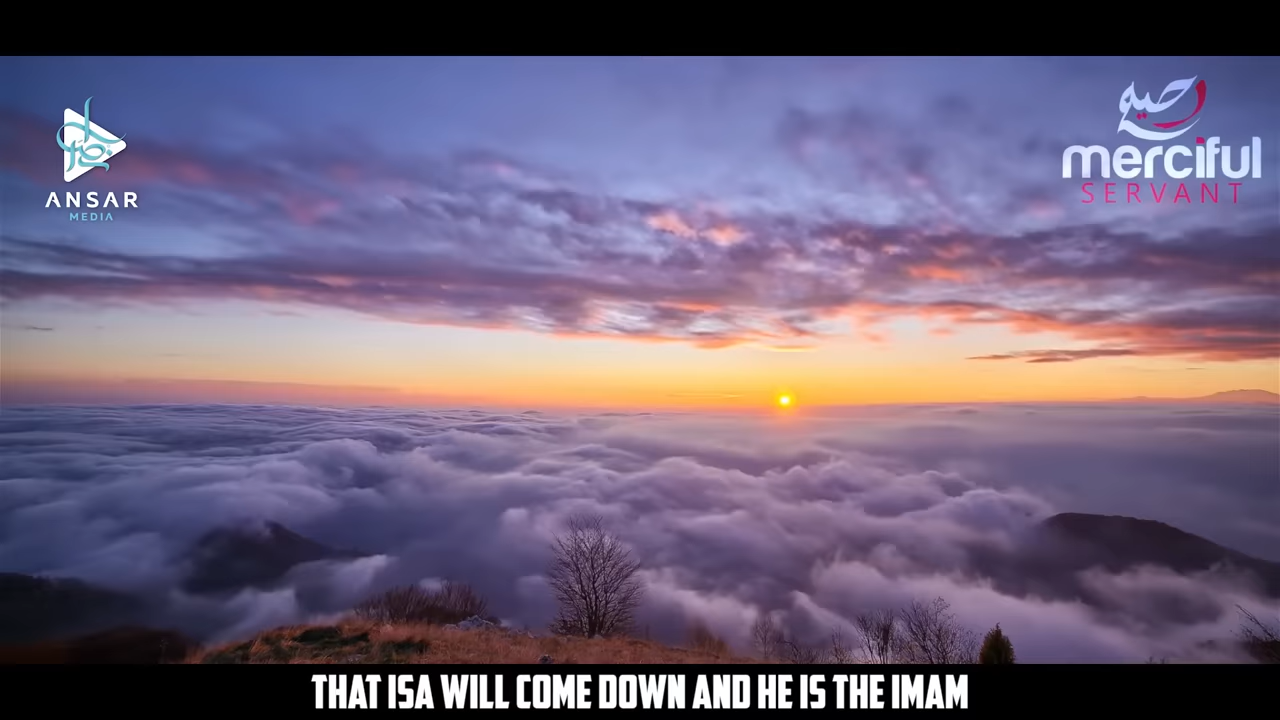 ANSAR
MEDIA
merciful
SERVANT
THAT ISA WILL COME DOWN AND HE IS THE IMAM